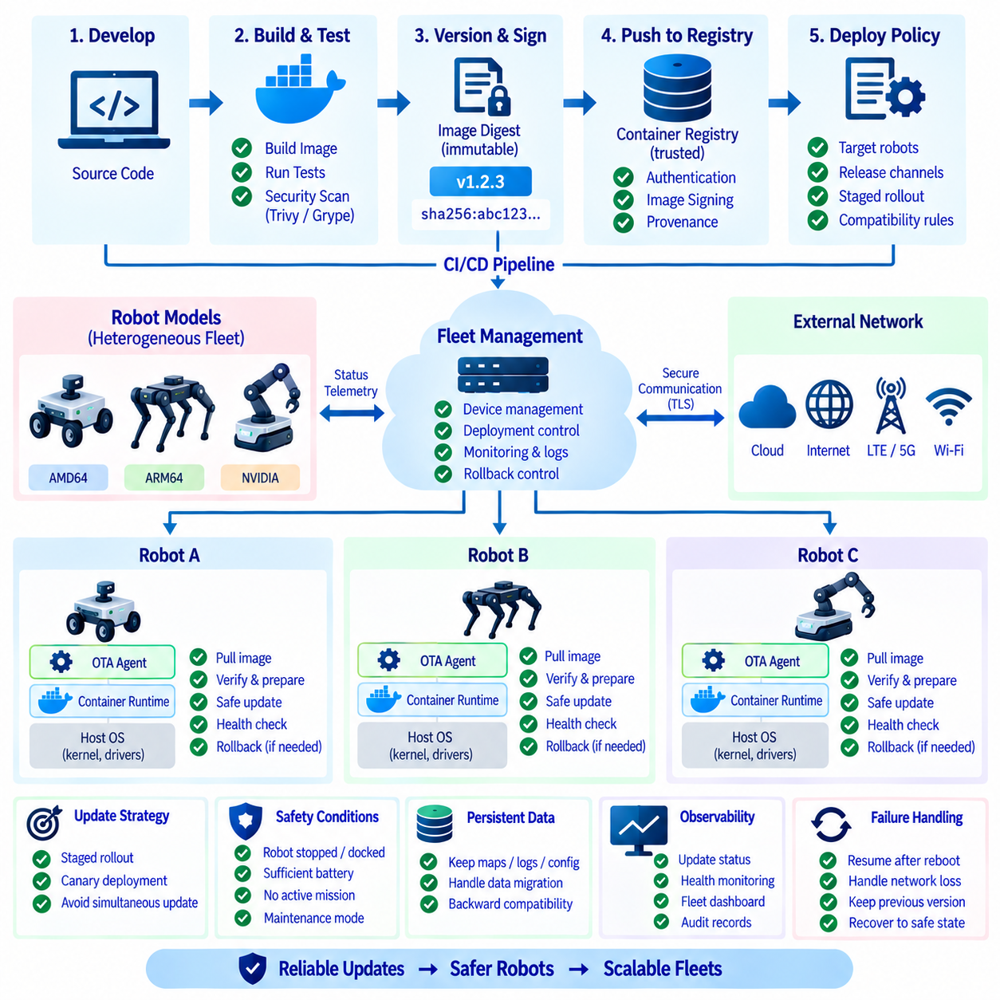 1. Develop
</>
Source Code
2. Build & Test
Build Image
Run Tests
Security Scan
(Trivy / Grype)
3. Version & Sign
Image Digest
(immutable)
v1.2.3
sha256:abc123...
4. Push to Registry
Container Registry
(trusted)
Authentication
Image Signing
Provenance
5. Deploy Policy
Target robots
Release channels
Staged rollout
Compatibility rules
CI/CD Pipeline
Robot Models
(Heterogeneous Fleet)
AMD64
ARM64
NVIDIA
Status
Telemetry
Fleet Management
Device management
Deployment control
Monitoring & logs
Rollback control
Secure
Communication
(TLS)
External Network
Cloud
Internet
LTE / 5G
Wi-Fi
Robot A
OTA Agent
Container Runtime
Host OS
(kernel, drivers)
Pull image
Verify & prepare
Safe update
Health check
Rollback (if needed)
Robot B
OTA Agent
Container Runtime
Host OS
(kernel, drivers)
Pull image
Verify & prepare
Safe update
Health check
Rollback (if needed)
Robot C
OTA Agent
Container Runtime
Host OS
(kernel, drivers)
Pull image
Verify & prepare
Safe update
Health check
Rollback (if needed)
Update Strategy
Staged rollout
Canary deployment
Avoid simultaneous update
Safety Conditions
Robot stopped / docked
Sufficient battery
No active mission
Maintenance mode
Persistent Data
Keep maps / logs / config
Handle data migration
Backward compatibility
Observability
Update status
Health monitoring
Fleet dashboard
Audit records
Failure Handling
Resume after reboot
Handle network loss
Keep previous version
Recover to safe state
Reliable Updates → Safer Robots → Scalable Fleets